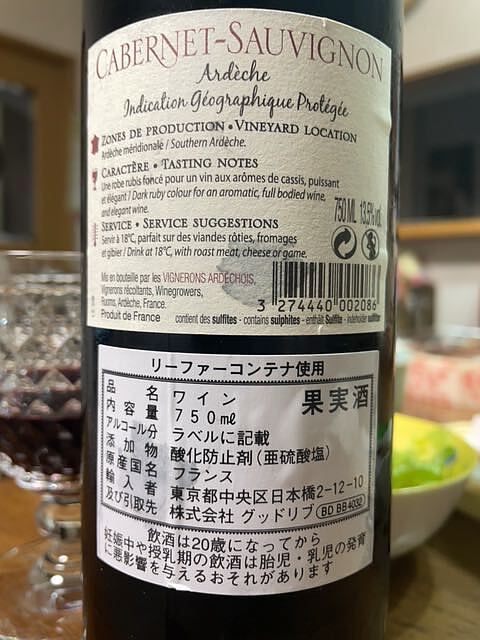 CABERNET-SAUVIGNON
Ardèche
Indication Géographique Protégée
ZONES DE PRODUCTION • VINEYARD LOCATION
Ardèche méridionale / Southern Ardèche.
CARACTÈRE • TASTING NOTES
Une robe rubis foncé pour un vin aux arômes de cassis, puissant
et élégant / Dark ruby colour for an aromatic, full bodied wine,
and elegant wine.
SERVICE • SERVICE SUGGESTIONS
Servir à 18°C, parfait sur des viandes rôties, fromages
et gibier / Drink at 18°C, with roast meat, cheese or game.
750 ML 13,5% vol.
Mis en bouteille par les VIGNERONS ARDÉCHOIS,
Vignerons récoltants, Winegrowers,
Ruoms, Ardèche, France.
Produit de France
3 274440 002086
contient des sulfites - contains sulphites - enthält Sulfite - indeholder sulfitter
リーファーコンテナ使用
果実酒
品名 ワイン
内容量 750ml
アルコール分 ラベルに記載
添加物 酸化防止剤(亜硫酸塩)
原産国名 フランス
輸入者 東京都中央区日本橋2-12-10
及び引取先 株式会社 グッドリブ BD BB4032
飲酒は20歳になってから
妊娠中や授乳期の飲酒は胎児・乳児の発育
に悪影響を与えるおそれがあります